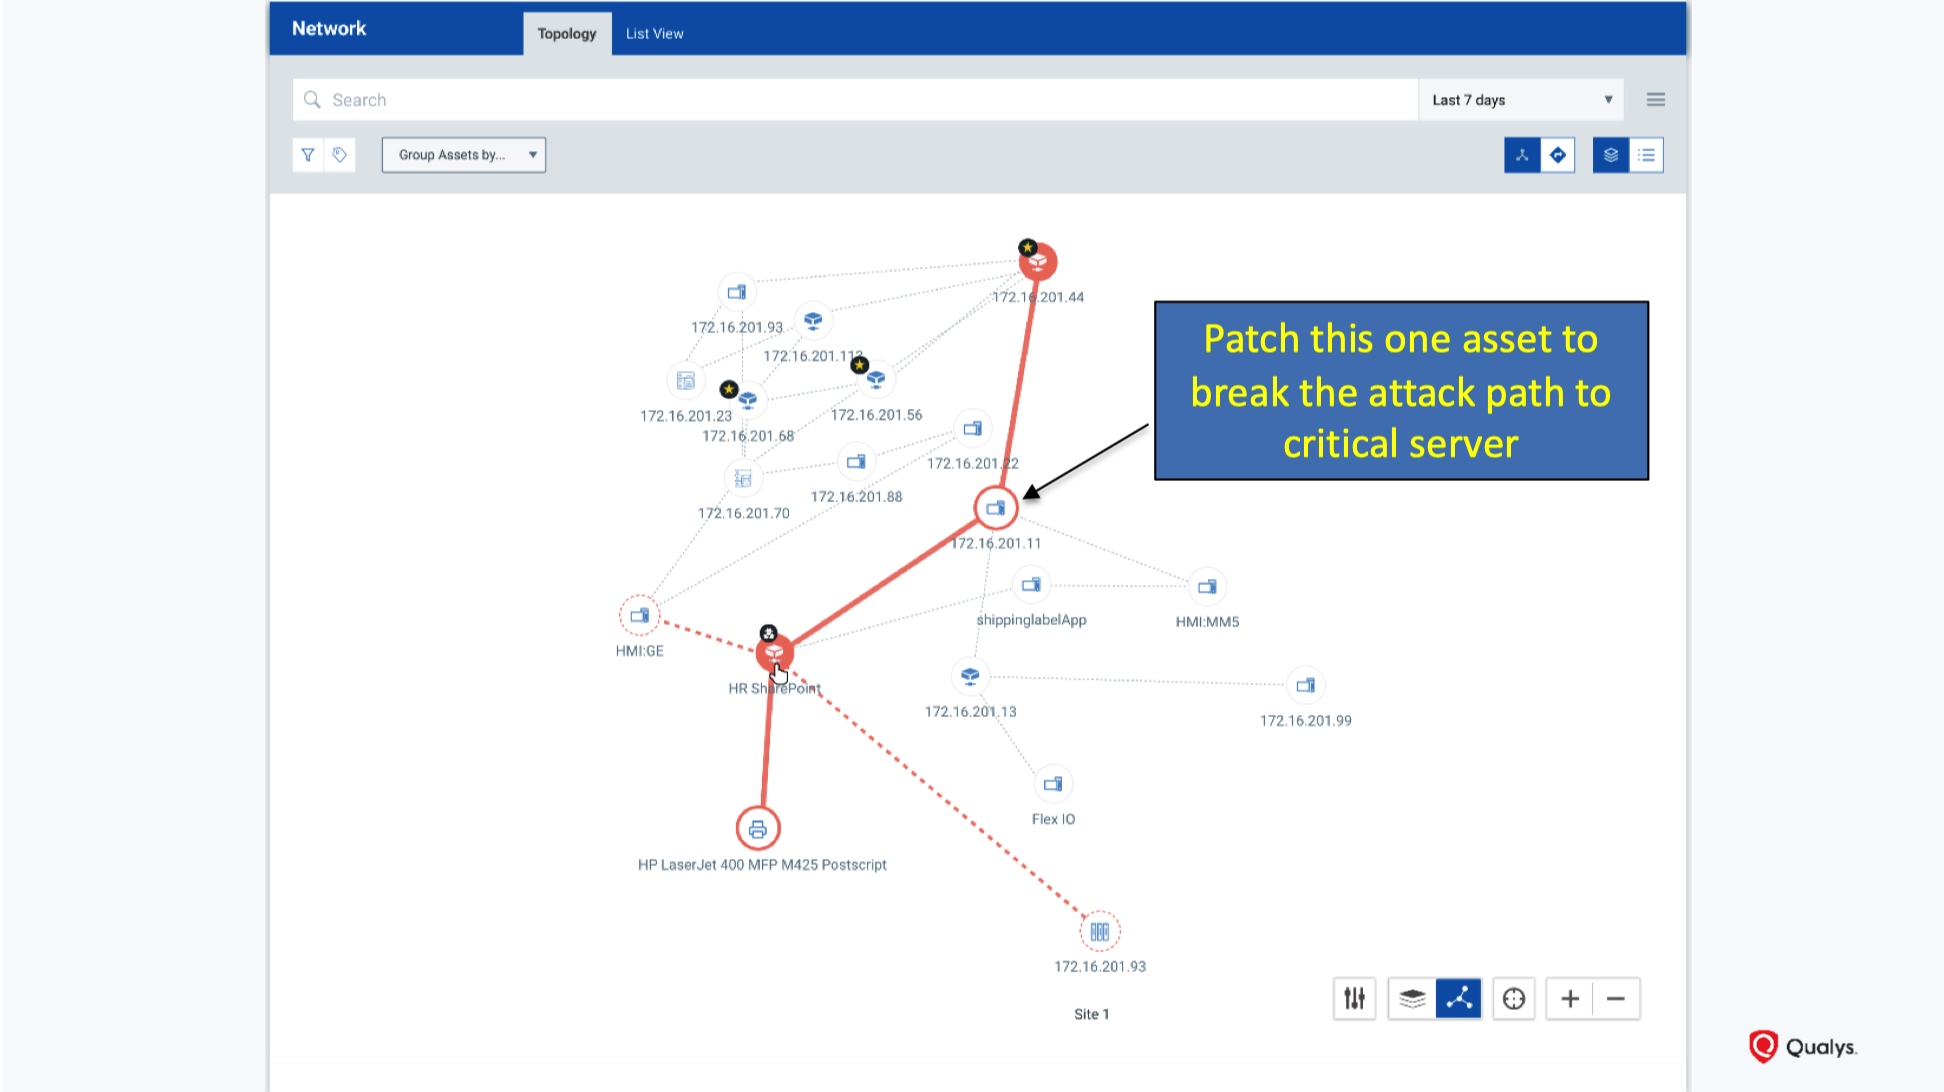 Network
Topology
List View
Search
Last 7 days
Group Assets by...
172.16.201.44
172.16.201.93
172.16.201.113
172.16.201.23
172.16.201.56
172.16.201.68
172.16.201.22
172.16.201.88
172.16.201.70
Patch this one asset to
break the attack path to
critical server
172.16.201.11
shippinglabelApp
HMI:MM5
HMI:GE
HR SharePoint
172.16.201.13
172.16.201.99
Flex IO
HP LaserJet 400 MFP M425 Postscript
172.16.201.93
Site 1
Qualys.